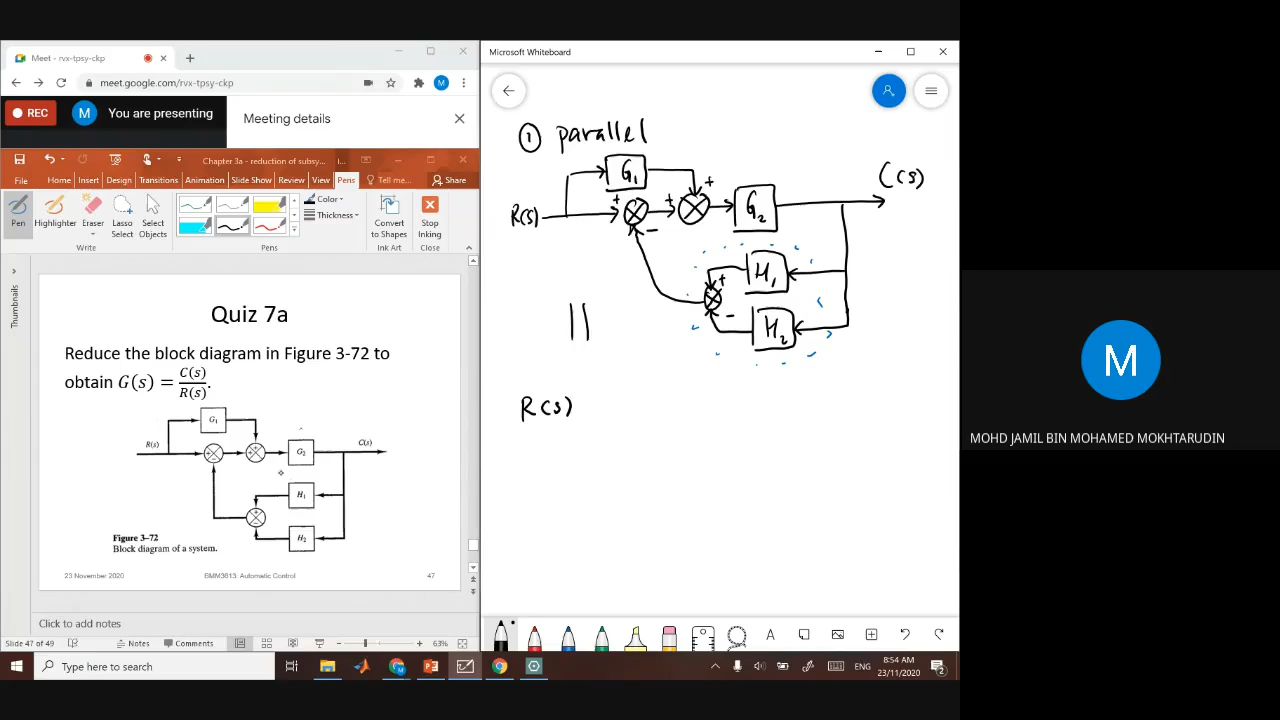 Meet - rvx-tpsy-ckp
meet.google.com/rvx-tpsy-ckp
REC
M
You are presenting
Meeting details
Chapter 3a - reduction of subsy...
i...
File
Home
Insert
Design
Transitions
Animation
Slide Show
Review
View
Pens
Tell me...
Share
Pen
Highlighter
Eraser
Lasso Select
Select Objects
Color
Thickness
Convert to Shapes
Stop Inking
Write
Pens
Ink Art
Close
Thumbnails
Quiz 7a
Reduce the block diagram in Figure 3-72 to
obtain G(s) = C(s)/R(s).
G1
R(s)
C(s)
G2
H1
H2
Figure 3–72
Block diagram of a system.
23 November 2020
BMM3613: Automatic Control
47
Click to add notes
Slide 47 of 49
Notes
Comments
63%
Microsoft Whiteboard
① parallel
G1
C(s)
+
R(s)
+
+
G2
−
H1
+
−
H2
||
R(s)
A
M
MOHD JAMIL BIN MOHAMED MOKHTARUDIN
Type here to search
ENG
8:54 AM
23/11/2020
2